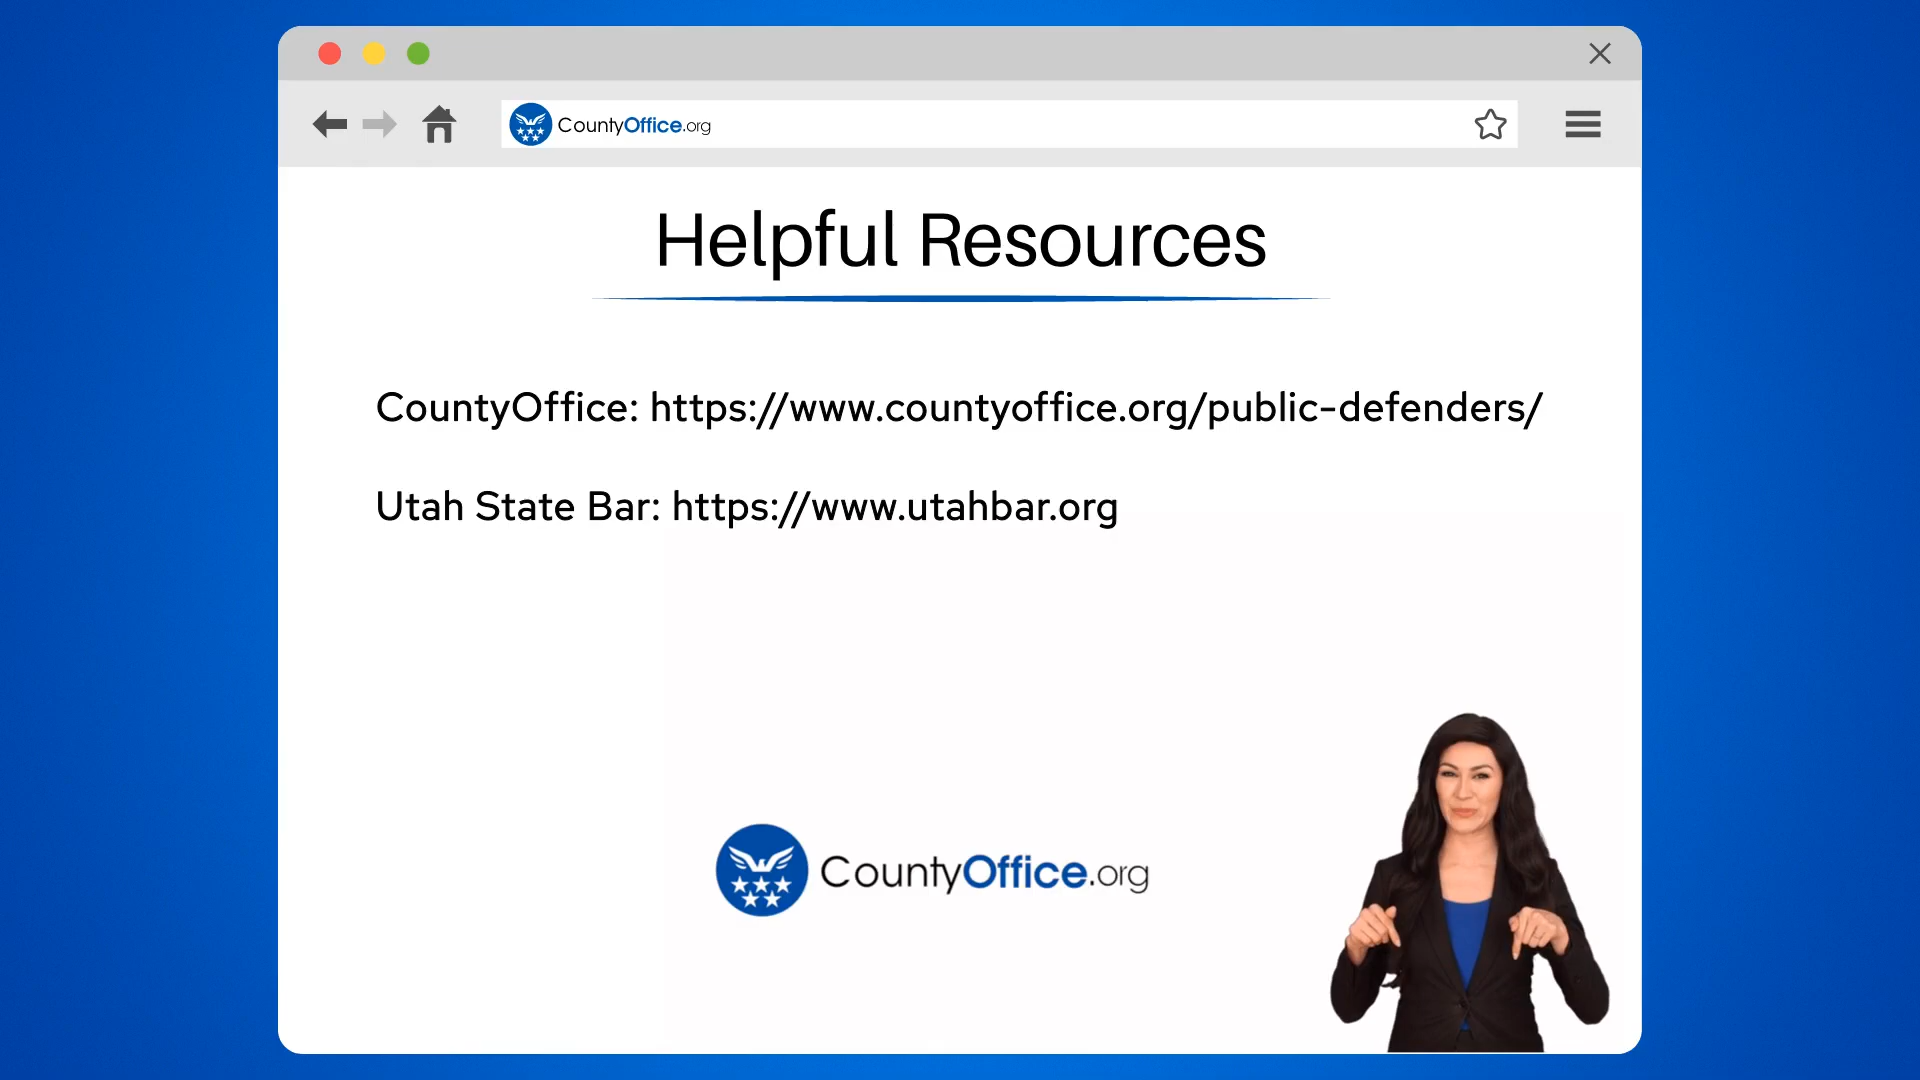 CountyOffice.org
Helpful Resources
CountyOffice: https://www.countyoffice.org/public-defenders/
Utah State Bar: https://www.utahbar.org
CountyOffice.org